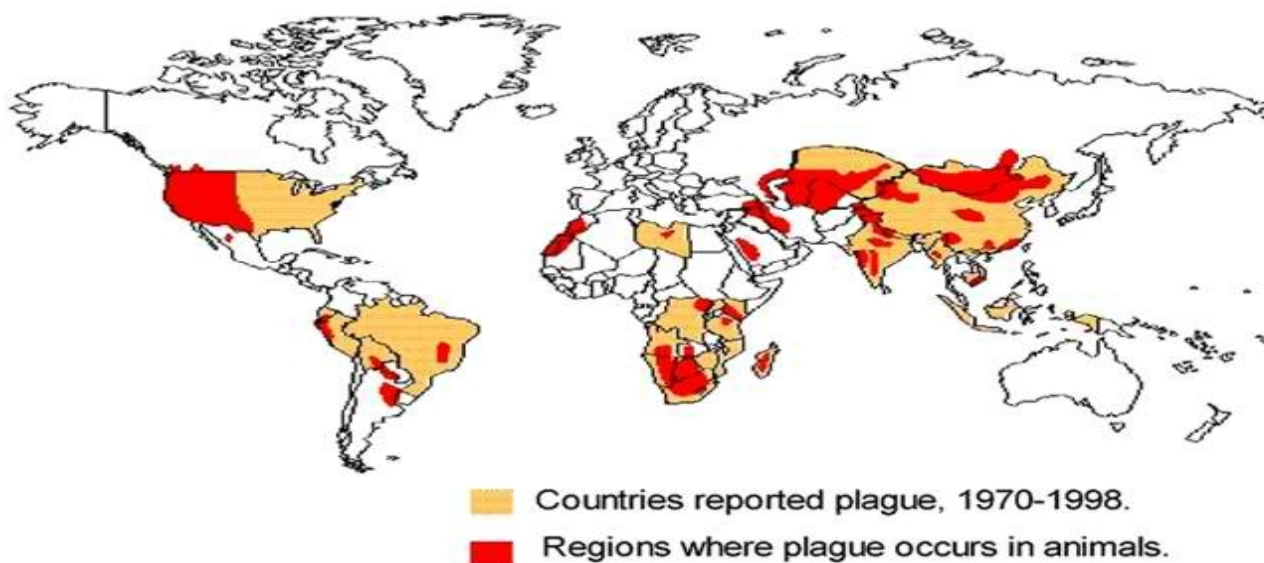 Countries reported plague, 1970-1998.
Regions where plague occurs in animals.